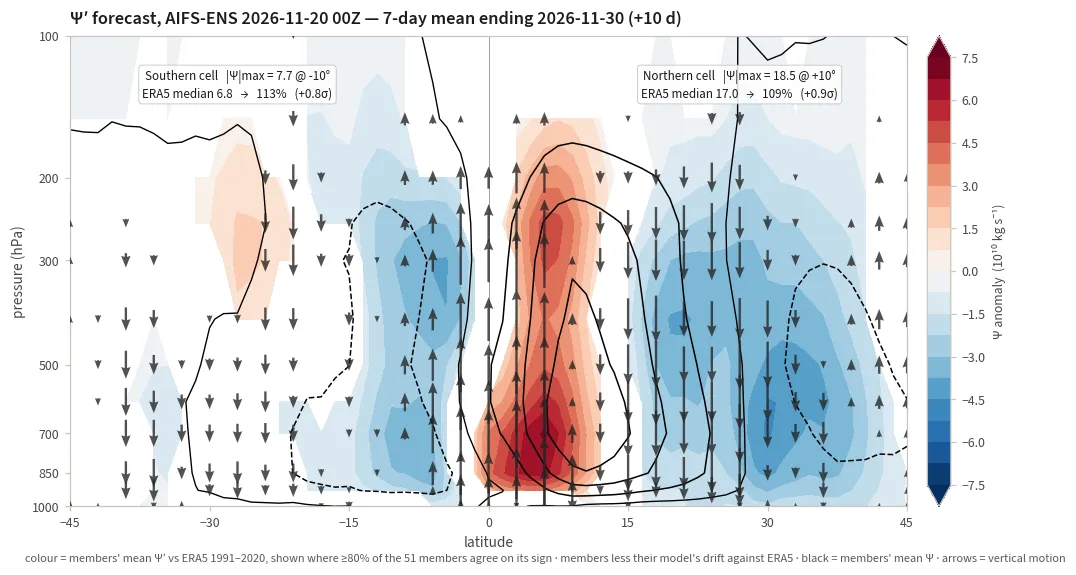 Ψ′ forecast, AIFS-ENS 2026-11-20 00Z — 7-day mean ending 2026-11-30 (+10 d)
Southern cell |Ψ|max = 7.7 @ -10°
ERA5 median 6.8 → 113% (+0.8σ)
Northern cell |Ψ|max = 18.5 @ +10°
ERA5 median 17.0 → 109% (+0.9σ)
pressure (hPa)
100
200
300
400
500
700
850
1000
−45
−30
−15
0
15
30
45
latitude
7.5
6.0
4.5
3.0
1.5
0.0
−1.5
−3.0
−4.5
−6.0
−7.5
Ψ anomaly (10¹⁰ kg s⁻¹)
colour = members' mean Ψ′ vs ERA5 1991–2020, shown where ≥80% of the 51 members agree on its sign · members less their model's drift against ERA5 · black = members' mean Ψ · arrows = vertical motion